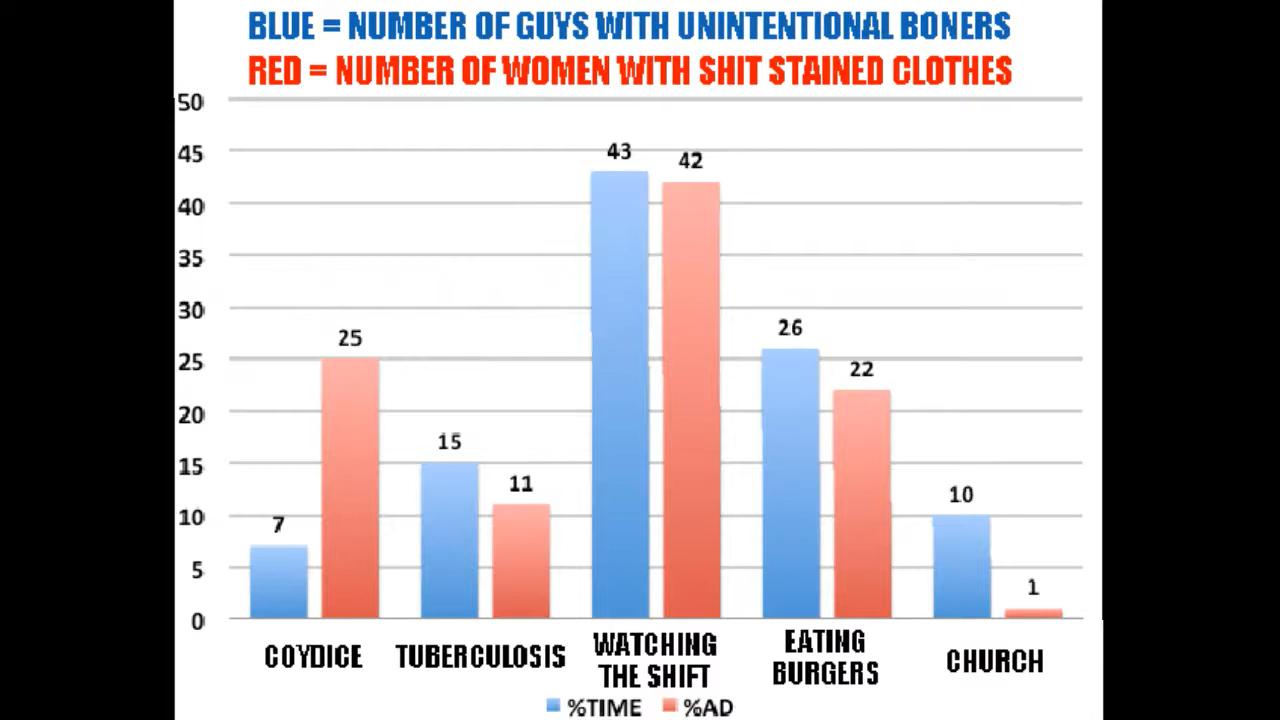 BLUE = NUMBER OF GUYS WITH UNINTENTIONAL BONERS
RED = NUMBER OF WOMEN WITH SHIT STAINED CLOTHES
50
45
40
35
30
25
20
15
10
5
0
7
25
15
11
43
42
26
22
10
1
COYDICE
TUBERCULOSIS
WATCHING
THE SHIFT
EATING
BURGERS
CHURCH
%TIME %AD